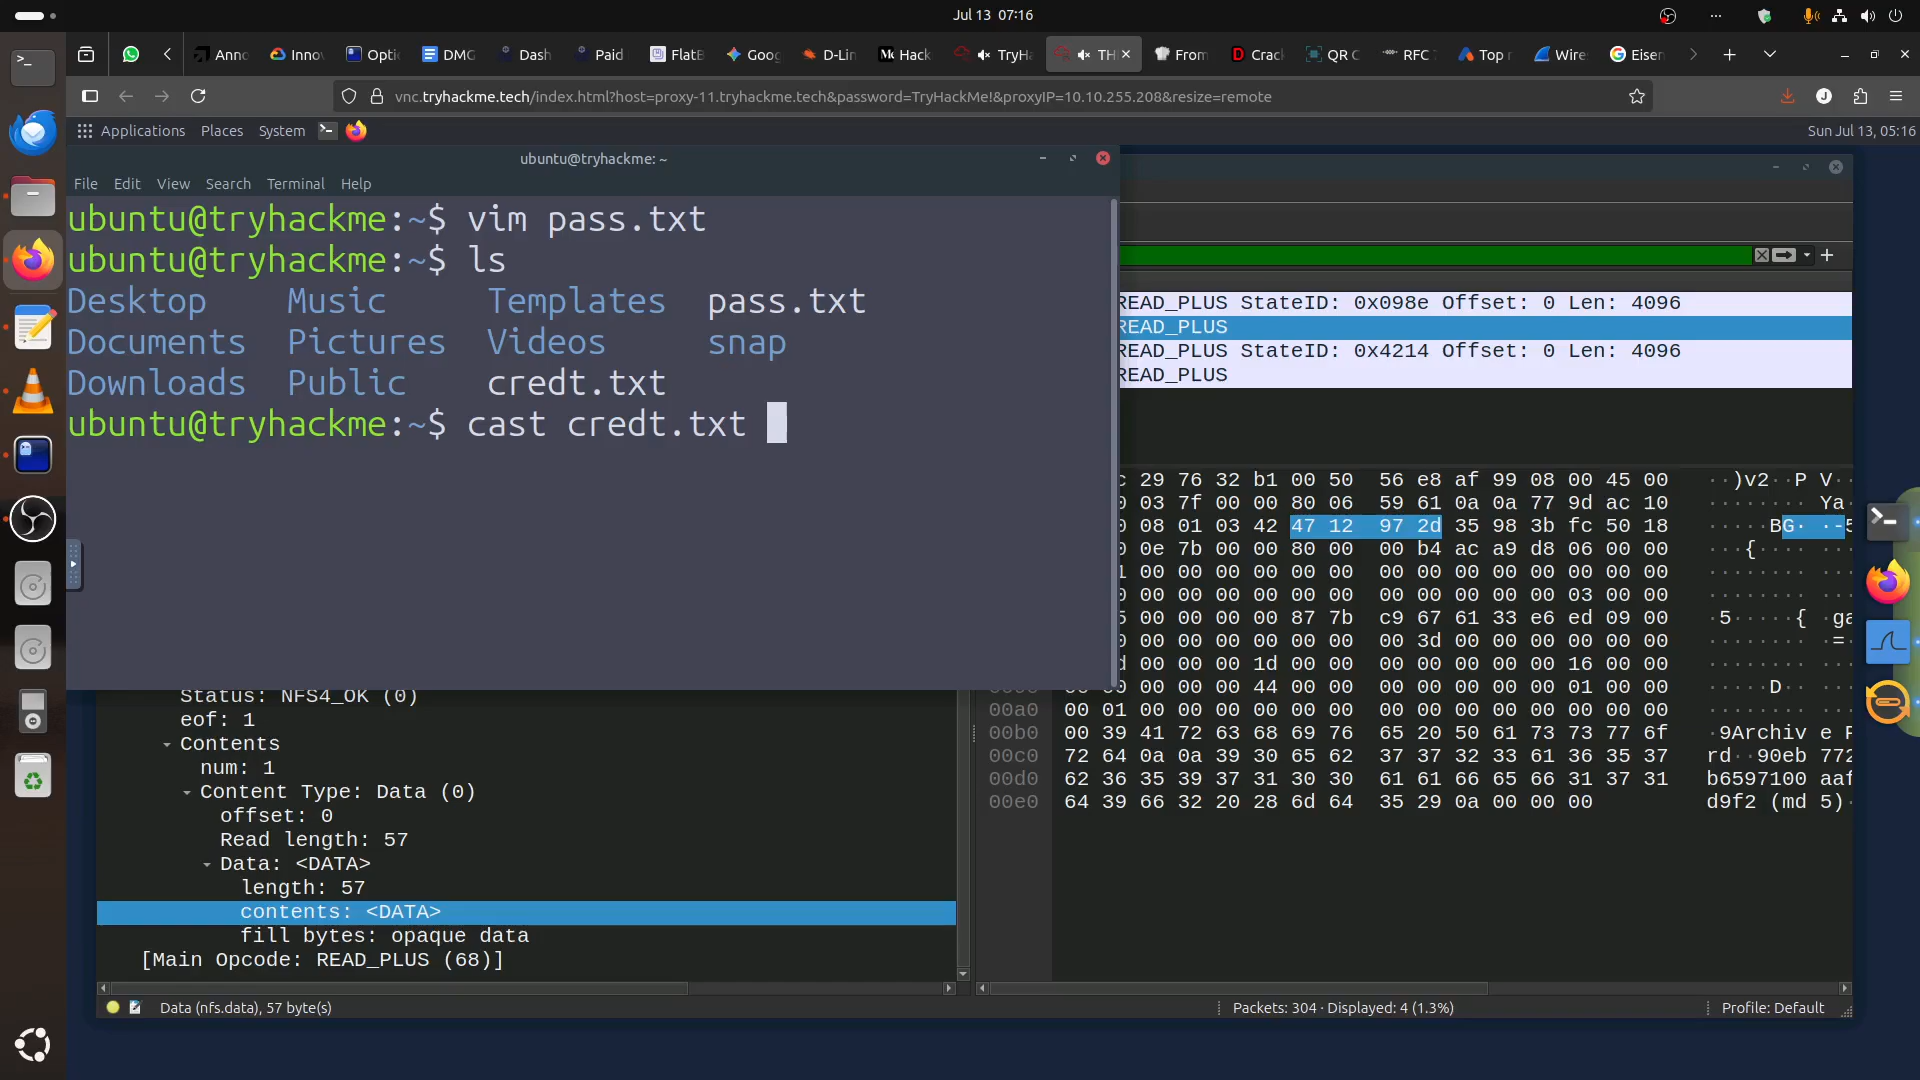 Jul 13 07:16
Anno
Inno
Opti
DMG
Dash
Paid
FlatB
Goog
D-Lin
Hack
TryHa
TH
From
Crack
QR C
RFC
Top r
Wire
Eisen
vnc.tryhackme.tech/index.html?host=proxy-11.tryhackme.tech&password=TryHackMe!&proxyIP=10.10.255.208&resize=remote
Applications Places System
Sun Jul 13, 05:16
ubuntu@tryhackme: ~
File Edit View Search Terminal Help
ubuntu@tryhackme:~$ vim pass.txt
ubuntu@tryhackme:~$ ls
Desktop Music Templates pass.txt
Documents Pictures Videos snap
Downloads Public credt.txt
ubuntu@tryhackme:~$ cast credt.txt
READ_PLUS StateID: 0x098e Offset: 0 Len: 4096
READ_PLUS
READ_PLUS StateID: 0x4214 Offset: 0 Len: 4096
READ_PLUS
c 29 76 32 b1 00 50 56 e8 af 99 08 00 45 00 ··)v2··P V··
0 03 7f 00 00 80 06 59 61 0a 0a 77 9d ac 10 Ya·
0 08 01 03 42 47 12 97 2d 35 98 3b fc 50 18 ·····BG· ·-5
0 0e 7b 00 00 80 00 00 b4 ac a9 d8 06 00 00 ···{····
00 00 00 00 00 00 00 00 00 00 00 00 00 00
00 00 00 00 00 00 00 00 00 00 00 03 00 00
00 00 00 00 87 7b c9 67 61 33 e6 ed 09 00 ·5·····{ ga
00 00 00 00 00 00 00 3d 00 00 00 00 00 00 =
00 00 00 1d 00 00 00 00 00 00 00 16 00 00
00 00 00 44 00 00 00 00 00 00 00 01 00 00 ·····D··
00a0 00 01 00 00 00 00 00 00 00 00 00 00 00 00 00 00
00b0 00 39 41 72 63 68 69 76 65 20 50 61 73 73 77 6f ·9Archiv e P
00c0 72 64 0a 0a 39 30 65 62 37 37 32 33 61 36 35 37 rd··90eb 772
00d0 62 36 35 39 37 31 30 30 61 61 66 65 66 31 37 31 b6597100 aaf
00e0 64 39 66 32 20 28 6d 64 35 29 0a 00 00 00 d9f2 (md 5)·
Status: NFS4_OK (0)
eof: 1
Contents
num: 1
Content Type: Data (0)
offset: 0
Read length: 57
Data: <DATA>
length: 57
contents: <DATA>
fill bytes: opaque data
[Main Opcode: READ_PLUS (68)]
Data (nfs.data), 57 byte(s)
Packets: 304 · Displayed: 4 (1.3%)
Profile: Default